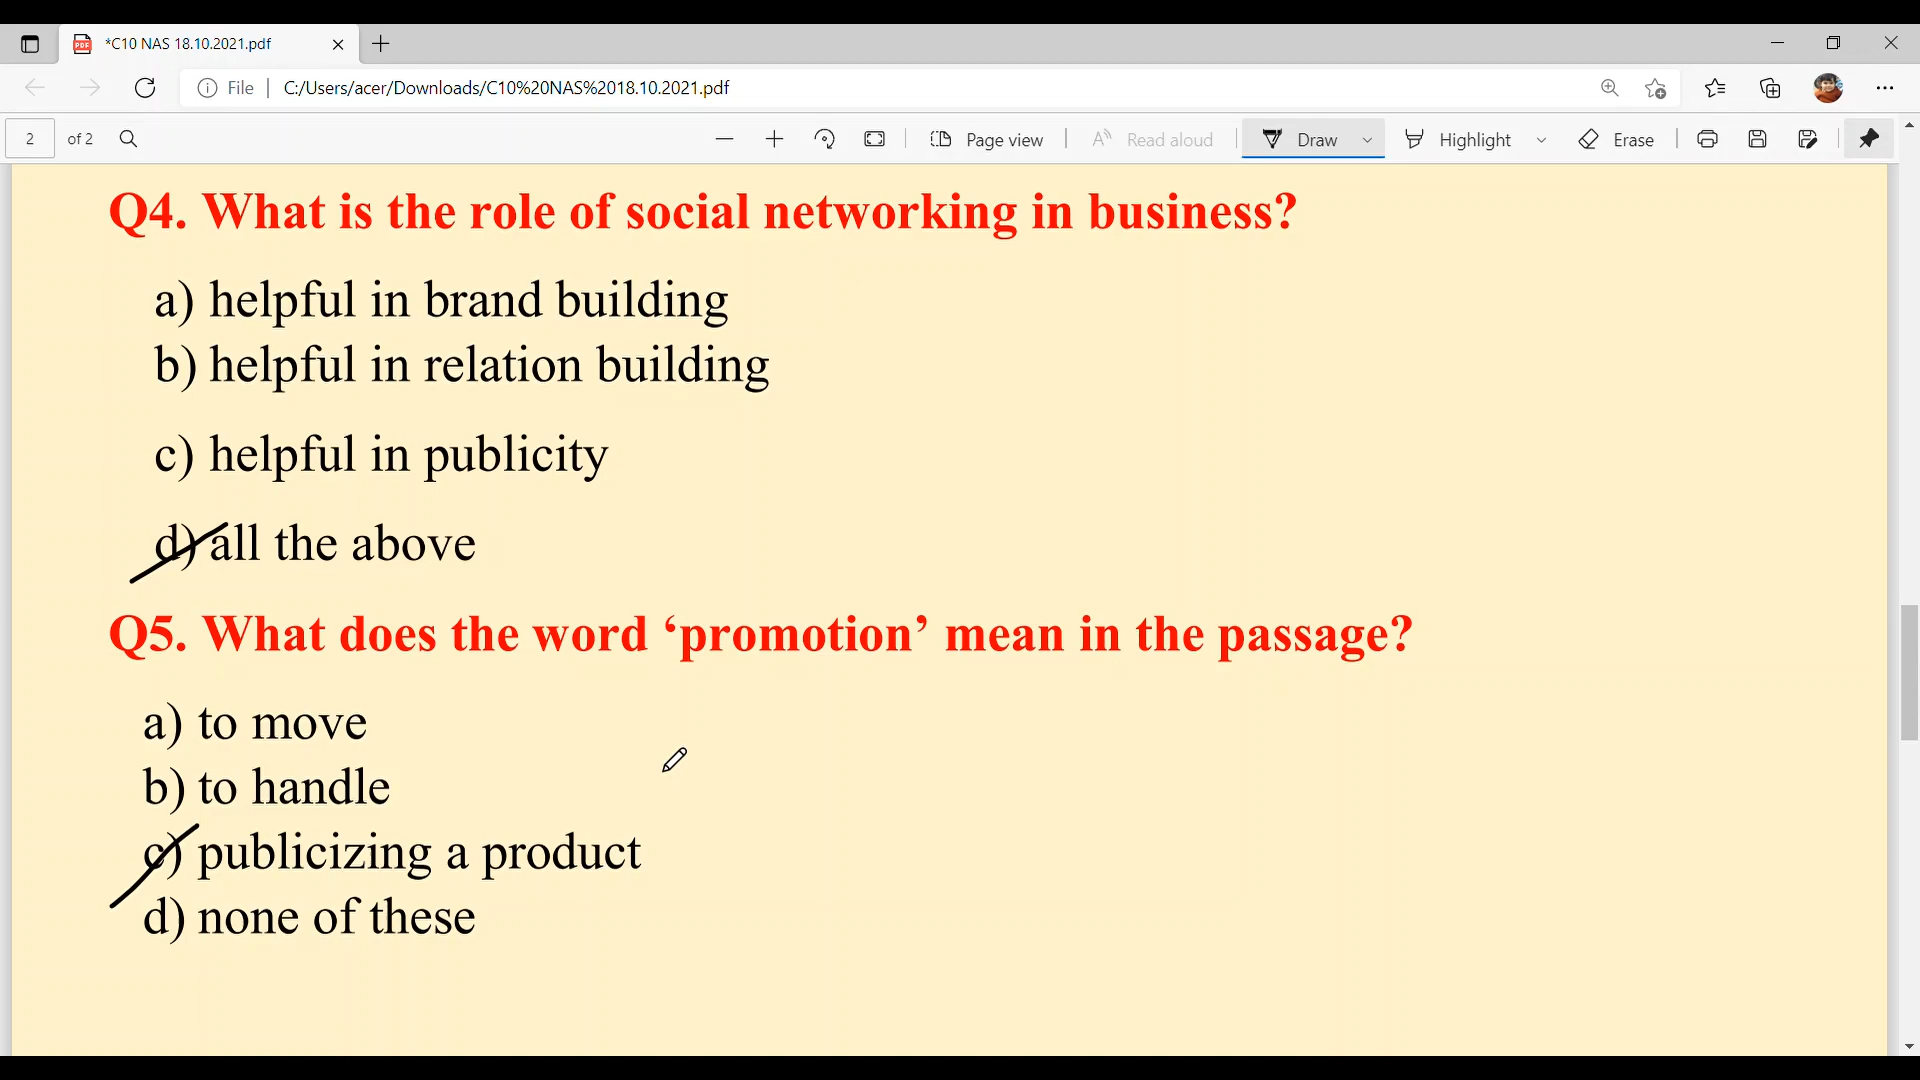 *C10 NAS 18.10.2021.pdf
File C:/Users/acer/Downloads/C10%20NAS%2018.10.2021.pdf
2 of 2 Page view Read aloud Draw Highlight Erase
Q4. What is the role of social networking in business?
a) helpful in brand building
b) helpful in relation building
c) helpful in publicity
d) all the above
Q5. What does the word ‘promotion’ mean in the passage?
a) to move
b) to handle
c) publicizing a product
d) none of these